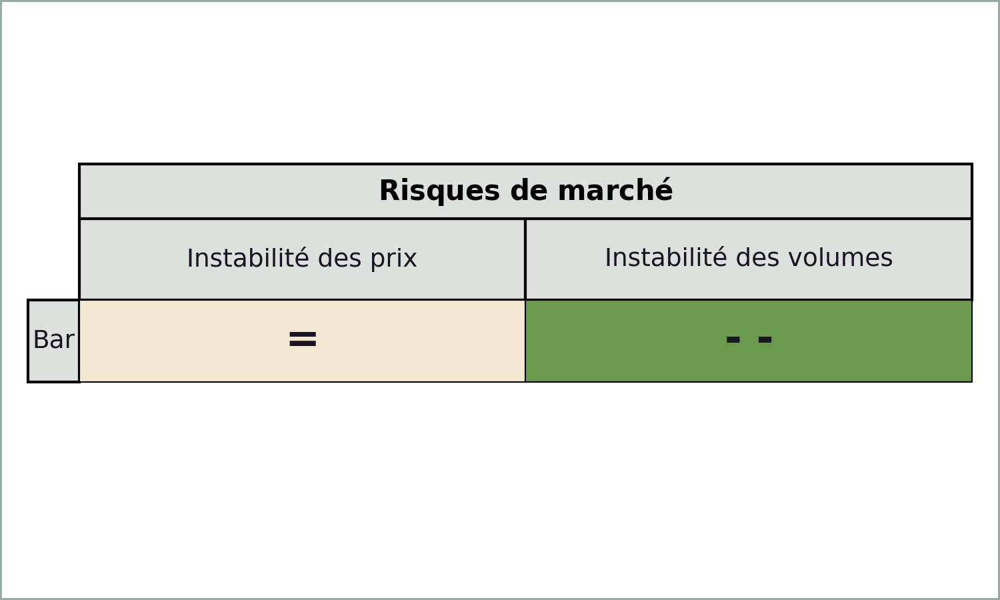 Risques de marché
Instabilité des prix
Instabilité des volumes
Bar
=
- -